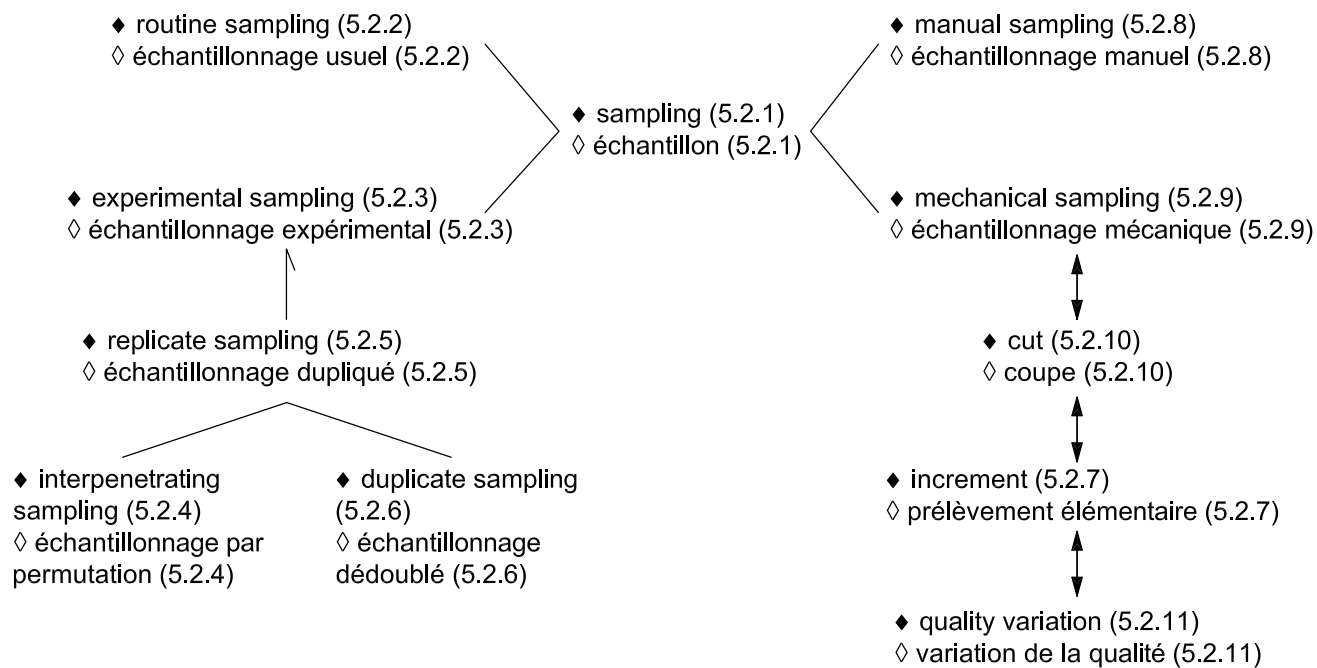 ♦ routine sampling (5.2.2)
◊ échantillonnage usuel (5.2.2)
♦ manual sampling (5.2.8)
◊ échantillonnage manuel (5.2.8)
♦ sampling (5.2.1)
◊ échantillon (5.2.1)
♦ experimental sampling (5.2.3)
◊ échantillonnage expérimental (5.2.3)
♦ mechanical sampling (5.2.9)
◊ échantillonnage mécanique (5.2.9)
♦ replicate sampling (5.2.5)
◊ échantillonnage dupliqué (5.2.5)
♦ cut (5.2.10)
◊ coupe (5.2.10)
♦ interpenetrating
sampling (5.2.4)
◊ échantillonnage par
permutation (5.2.4)
♦ duplicate sampling
(5.2.6)
◊ échantillonnage
dédoublé (5.2.6)
♦ increment (5.2.7)
◊ prélèvement élémentaire (5.2.7)
♦ quality variation (5.2.11)
◊ variation de la qualité (5.2.11)